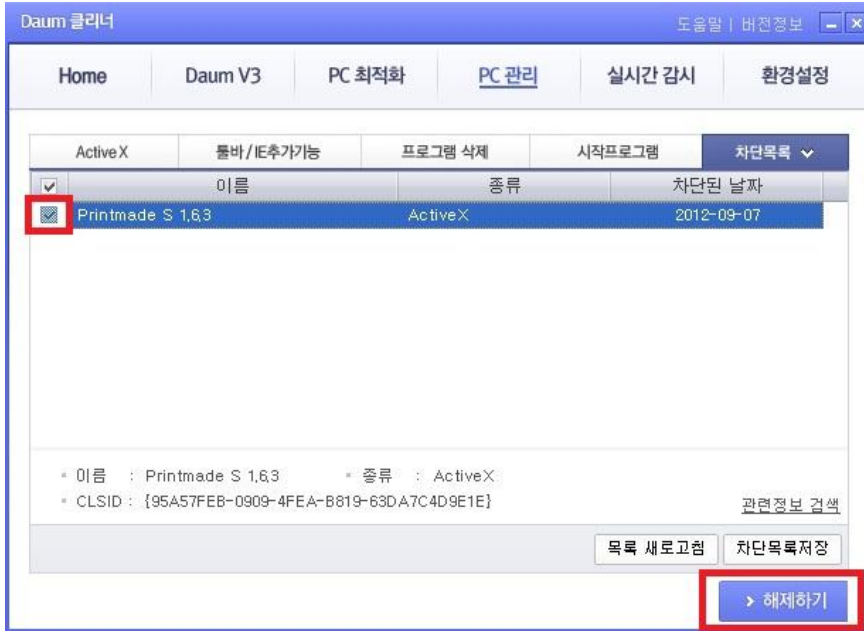 Daum 클리너 도움말 | 버전정보
Home Daum V3 PC 최적화 PC 관리 실시간 감시 환경설정
Active X 툴바/IE추가기능 프로그램 삭제 시작프로그램 차단목록
이름 종류 차단된 날짜
Printmade S 1,6,3 ActiveX 2012-09-07
이름 : Printmade S 1,6,3 종류 : ActiveX
CLSID : {95A57FEB-0909-4FEA-B819-63DA7C4D9E1E}
관련정보 검색
목록 새로고침 차단목록저장
> 해제하기